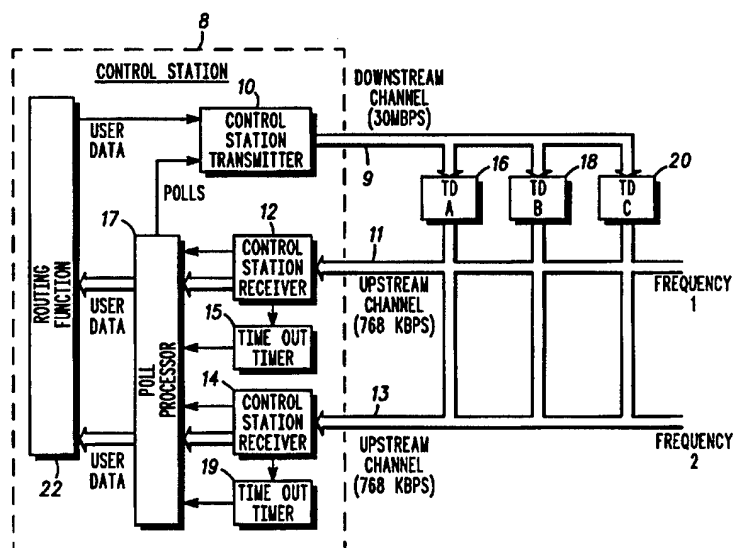 8
CONTROL STATION
10
CONTROL
STATION
TRANSMITTER
USER
DATA
POLLS
DOWNSTREAM
CHANNEL
(30MBPS)
9
16
TD
A
18
TD
B
20
TD
C
17
12
CONTROL
STATION
RECEIVER
11
UPSTREAM
CHANNEL
(768 KBPS)
FREQUENCY
1
ROUTING
FUNCTION
USER
DATA
POLL
PROCESSOR
15
TIME OUT
TIMER
14
CONTROL
STATION
RECEIVER
13
UPSTREAM
CHANNEL
(768 KBPS)
FREQUENCY
2
USER
DATA
22
19
TIME OUT
TIMER